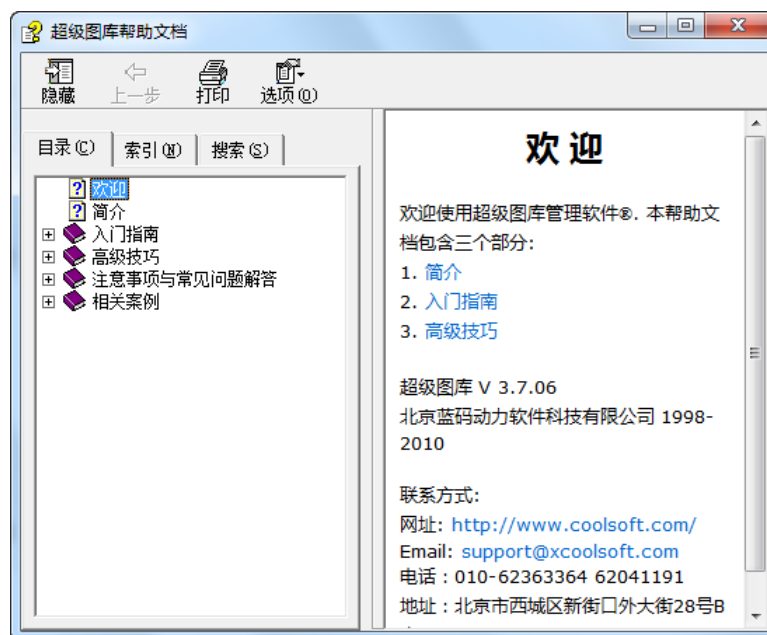 超级图库帮助文档
隐藏 上一步 打印 选项(O)
目录(C) 索引(N) 搜索(S)
欢迎
简介
入门指南
高级技巧
注意事项与常见问题解答
相关案例
欢 迎
欢迎使用超级图库管理软件®. 本帮助文
档包含三个部分:
1. 简介
2. 入门指南
3. 高级技巧
超级图库 V 3.7.06
北京蓝码动力软件科技有限公司 1998-
2010
联系方式:
网址: http://www.coolsoft.com/
Email: support@xcoolsoft.com
电话：010-62363364 62041191
地址：北京市西城区新街口外大街28号B